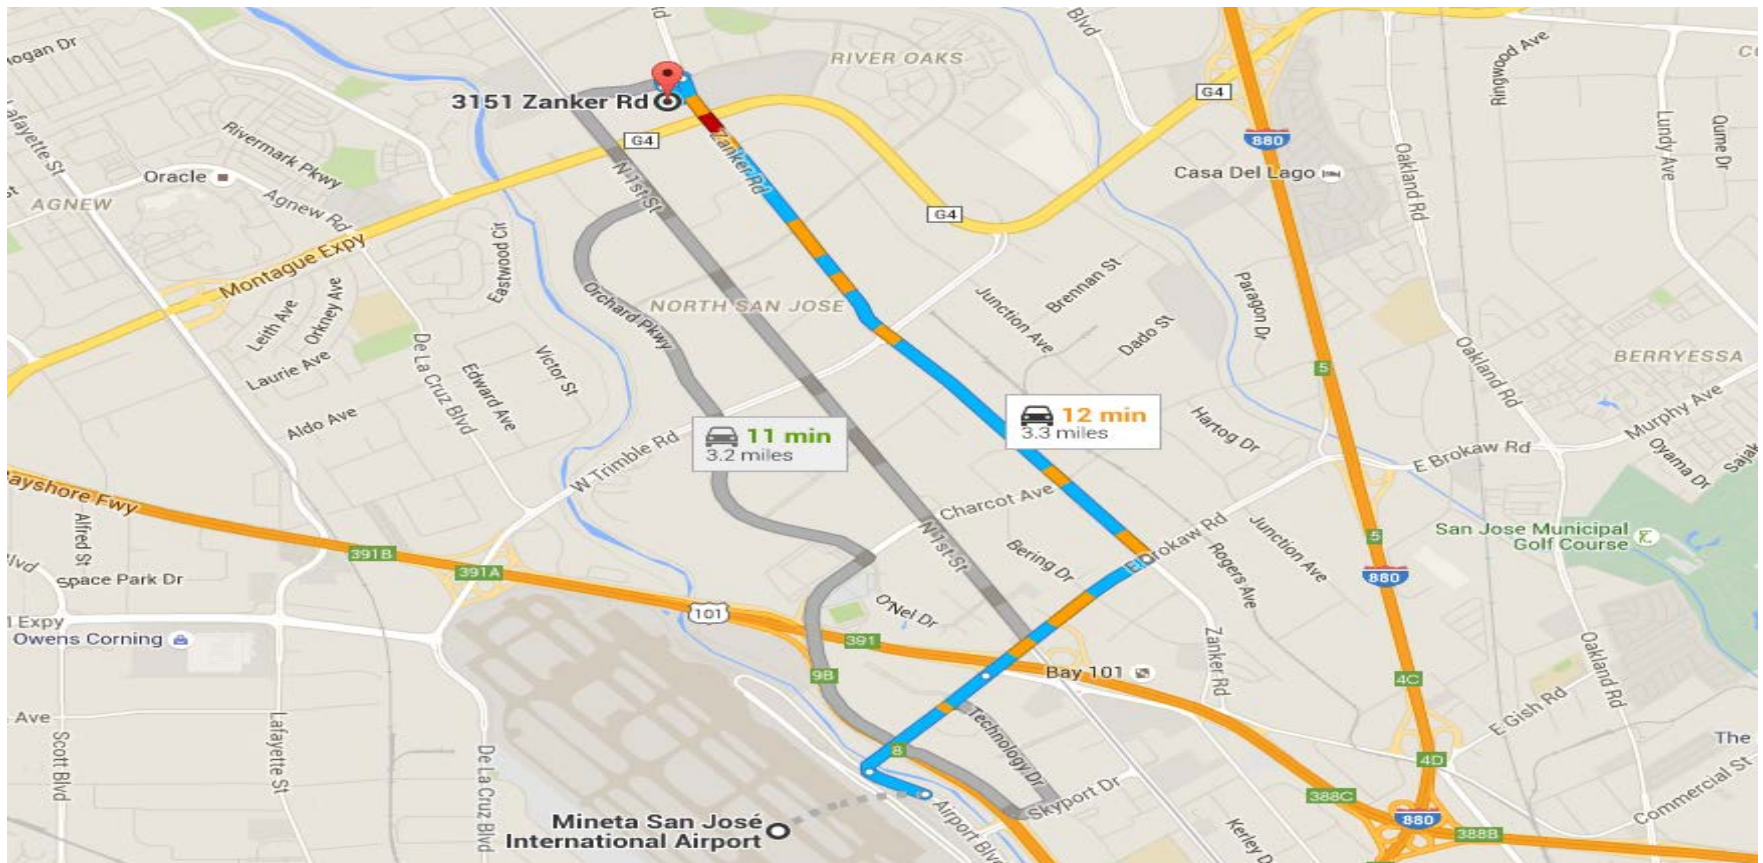 Blvd
RIVER OAKS
Ringwood Ave
ogan Dr
3151 Zanker Rd
G4
G4
880
Lafayette St
Rivermark Pkwy
Zanker Rd
Oakland Rd
Lundy Ave
Qume Dr
Oracle
Agnew Rd
N 1st St
Casa Del Lago
AGNEW
G4
Montague Expy
Eastwood Cir
Orchard Pkwy
NORTH SAN JOSE
Junction Ave
Brennan St
Dado St
Paragon Dr
Leith Ave
Orkney Ave
Laurie Ave
De La Cruz Blvd
Edward Ave
Victor St
Oakland Rd
BERRYESSA
5
Aldo Ave
11 min
3.2 miles
12 min
3.3 miles
Hartog Dr
Murphy Ave
W Trimble Rd
E Brokaw Rd
Oyama Dr
Sajak
ayshore Fwy
Alfred St
Charcot Ave
N 1st St
E Brokaw Rd
Junction Ave
Rogers Ave
San Jose Municipal
Golf Course
5
391B
391A
Bering Dr
880
Blvd
Space Park Dr
101
O'Nel Dr
Expy
Owens Corning
391
Zanker Rd
Oakland Rd
9B
Bay 101
4C
Ave
Scott Blvd
Lafayette St
De La Cruz Blvd
8
Technology Dr
E Gish Rd
The
4D
Skyport Dr
388C
Commercial St
Mineta San José
International Airport
Airport Blvd
Kerley D
880
388B